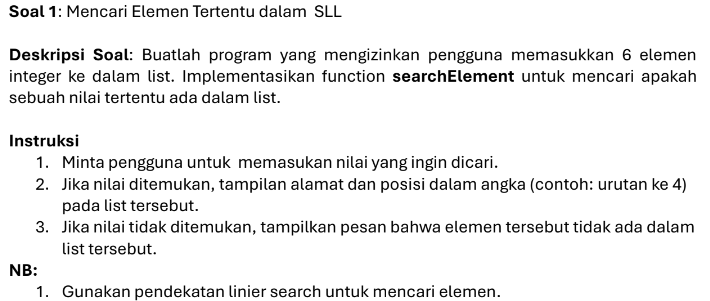 Soal 1: Mencari Elemen Tertentu dalam SLL
Deskripsi Soal: Buatlah program yang mengizinkan pengguna memasukkan 6 elemen
integer ke dalam list. Implementasikan function searchElement untuk mencari apakah
sebuah nilai tertentu ada dalam list.
Instruksi
1. Minta pengguna untuk memasukan nilai yang ingin dicari.
2. Jika nilai ditemukan, tampilan alamat dan posisi dalam angka (contoh: urutan ke 4)
pada list tersebut.
3. Jika nilai tidak ditemukan, tampilkan pesan bahwa elemen tersebut tidak ada dalam
list tersebut.
NB:
1. Gunakan pendekatan linier search untuk mencari elemen.